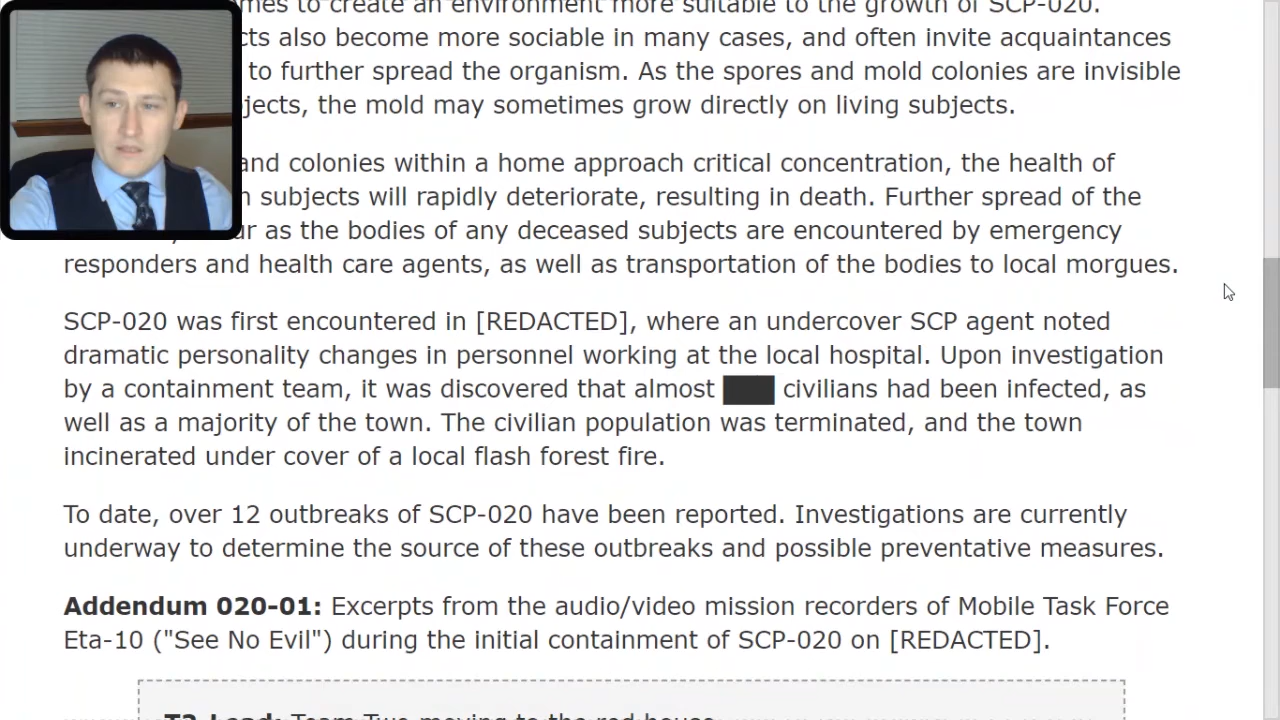 mes to create an environment more suitable to the growth of SCP-020.
cts also become more sociable in many cases, and often invite acquaintances
to further spread the organism. As the spores and mold colonies are invisible
jects, the mold may sometimes grow directly on living subjects.
and colonies within a home approach critical concentration, the health of
n subjects will rapidly deteriorate, resulting in death. Further spread of the
ur as the bodies of any deceased subjects are encountered by emergency
responders and health care agents, as well as transportation of the bodies to local morgues.
SCP-020 was first encountered in [REDACTED], where an undercover SCP agent noted
dramatic personality changes in personnel working at the local hospital. Upon investigation
by a containment team, it was discovered that almost ███ civilians had been infected, as
well as a majority of the town. The civilian population was terminated, and the town
incinerated under cover of a local flash forest fire.
To date, over 12 outbreaks of SCP-020 have been reported. Investigations are currently
underway to determine the source of these outbreaks and possible preventative measures.
Addendum 020-01: Excerpts from the audio/video mission recorders of Mobile Task Force
Eta-10 ("See No Evil") during the initial containment of SCP-020 on [REDACTED].
T2 Lead: Team Two moving to the red house